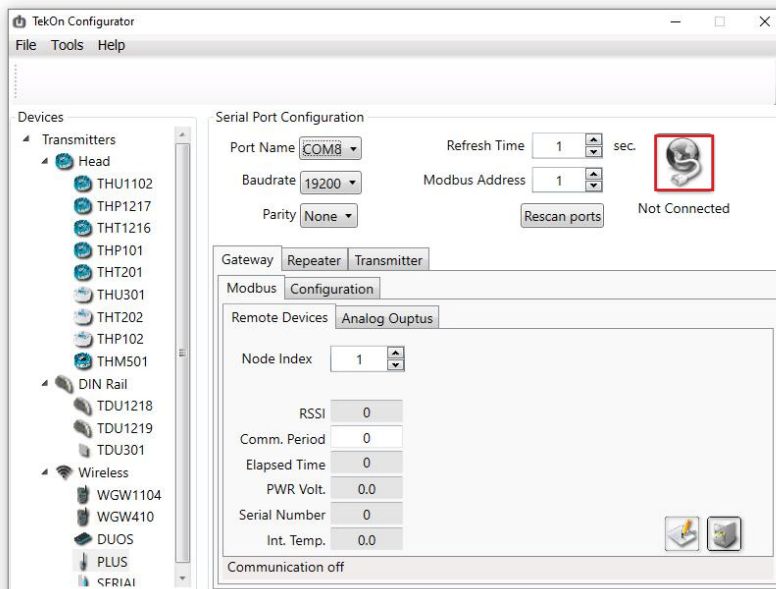 TekOn Configurator
File Tools Help
Devices
Transmitters
Head
THU1102
THP1217
THT1216
THP101
THT201
THU301
THT202
THP102
THM501
DIN Rail
TDU1218
TDU1219
TDU301
Wireless
WGW1104
WGW410
DUOS
PLUS
SERIAL
Serial Port Configuration
Port Name COM8 Refresh Time 1 sec.
Baudrate 19200 Modbus Address 1
Parity None Rescan ports Not Connected
Gateway Repeater Transmitter
Modbus Configuration
Remote Devices Analog Ouptus
Node Index 1
RSSI 0
Comm. Period 0
Elapsed Time 0
PWR Volt. 0.0
Serial Number 0
Int. Temp. 0.0
Communication off